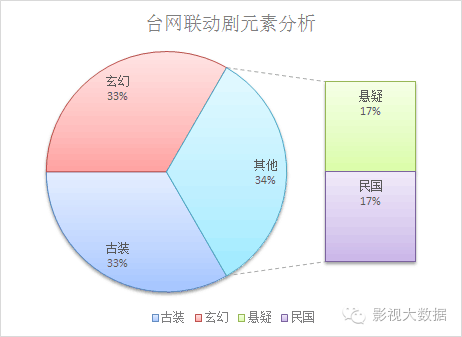 台网联动剧元素分析
玄幻
33%
悬疑
17%
其他
34%
民国
17%
古装
33%
古装 玄幻 悬疑 民国
影视大数据